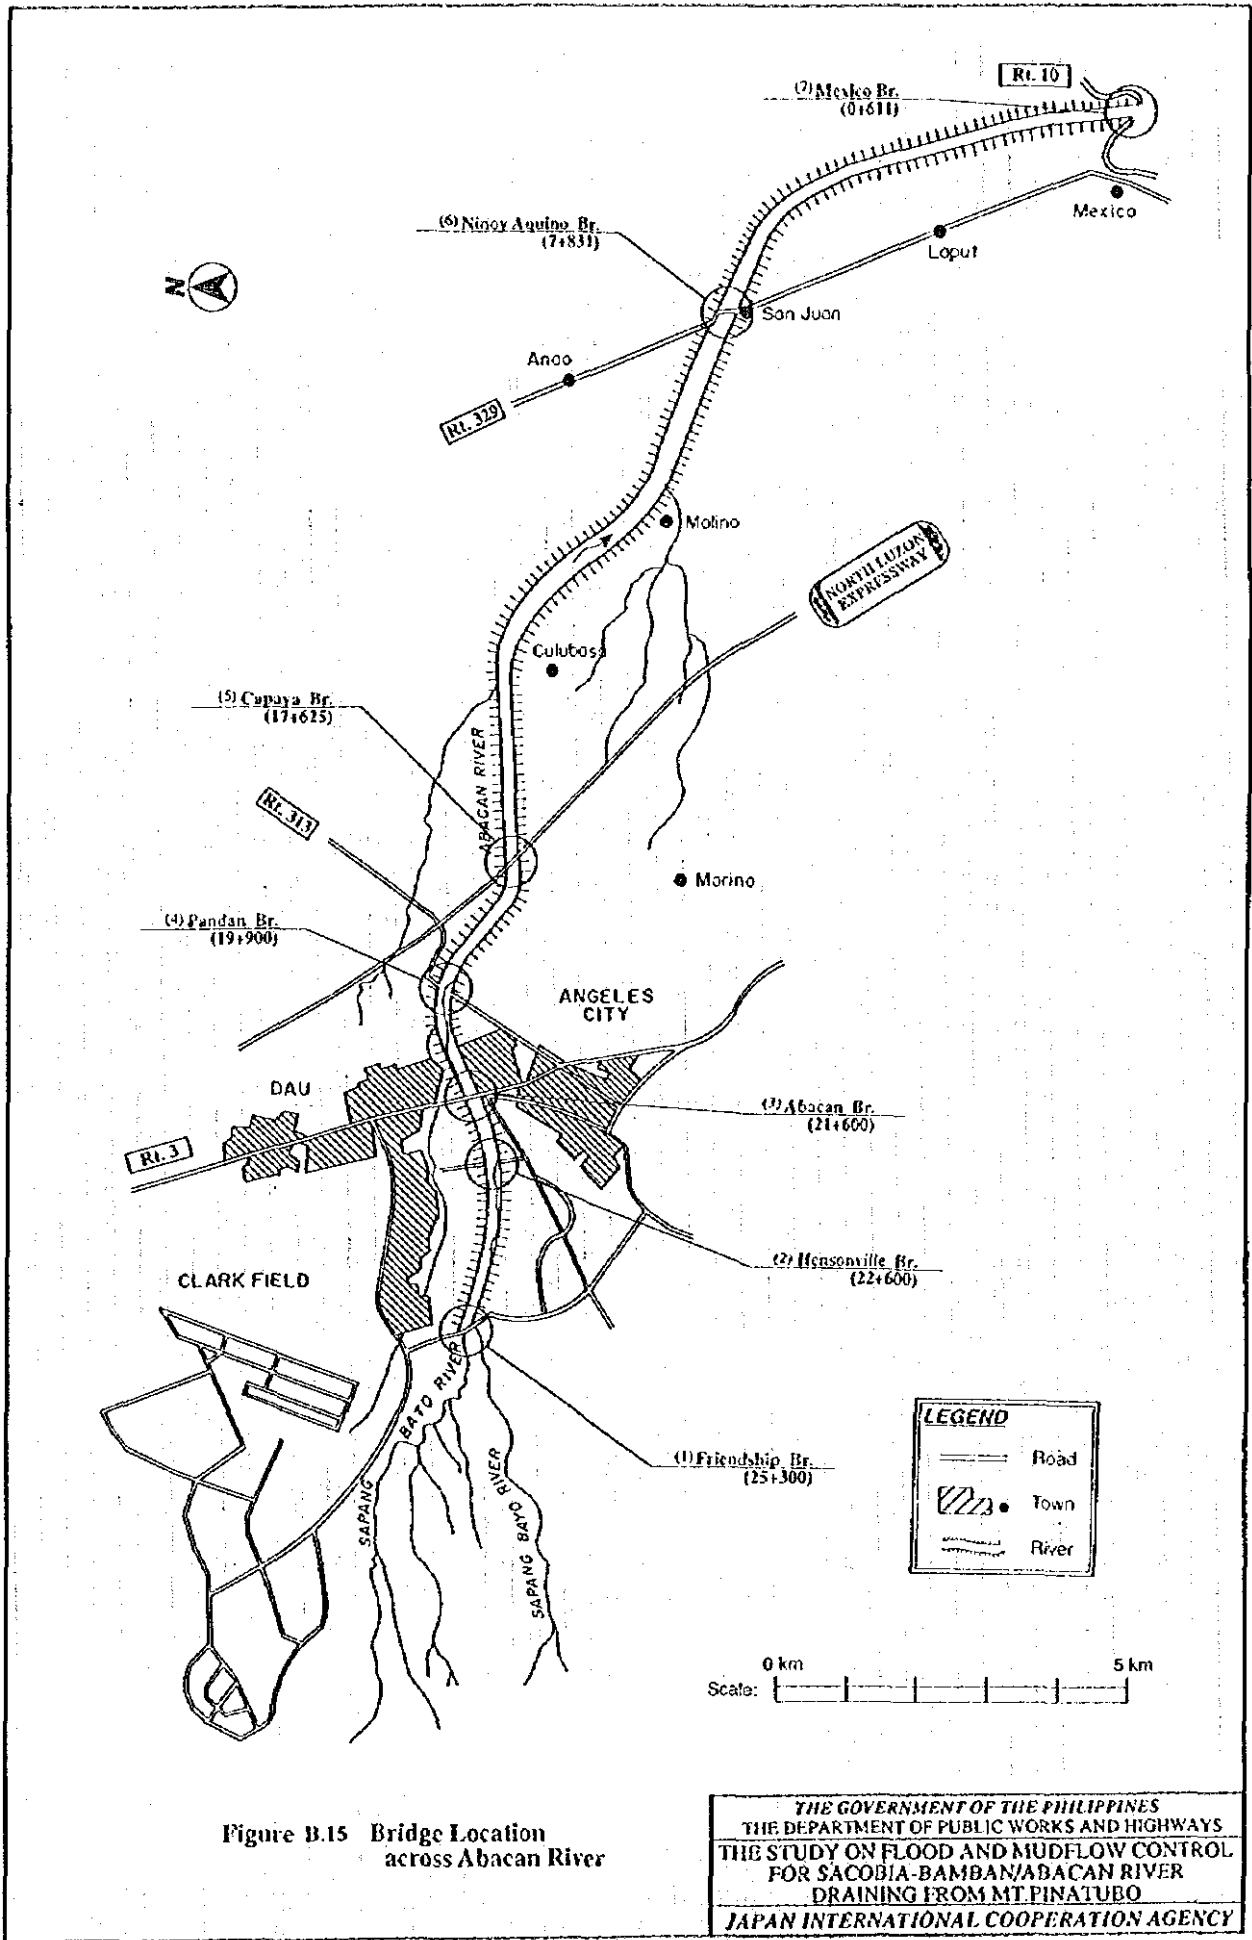 Rt. 10
(7) Mexico Br.
(0+611)
Mexico
(6) Ninoy Aquino Br.
(7+831)
Laput
N
San Juan
Anao
Rt. 329
Molino
NORTH LUZON
EXPRESSWAY
Culubasa
(5) Capaya Br.
(17+625)
ABACAN RIVER
Rt. 313
Marino
(4) Pandan Br.
(19+900)
ANGELES
CITY
DAU
(3) Abacan Br.
(21+600)
Rt. 3
(2) Hensonville Br.
(22+600)
CLARK FIELD
SAPANG BATO RIVER
(1) Friendship Br.
(25+300)
SAPANG BAYO RIVER
LEGEND
Road
Town
River
0 km 5 km
Scale:
Figure B.15 Bridge Location
across Abacan River
THE GOVERNMENT OF THE PHILIPPINES
THE DEPARTMENT OF PUBLIC WORKS AND HIGHWAYS
THE STUDY ON FLOOD AND MUDFLOW CONTROL
FOR SACOBIA-BAMBAN/ABACAN RIVER
DRAINING FROM MT.PINATUBO
JAPAN INTERNATIONAL COOPERATION AGENCY